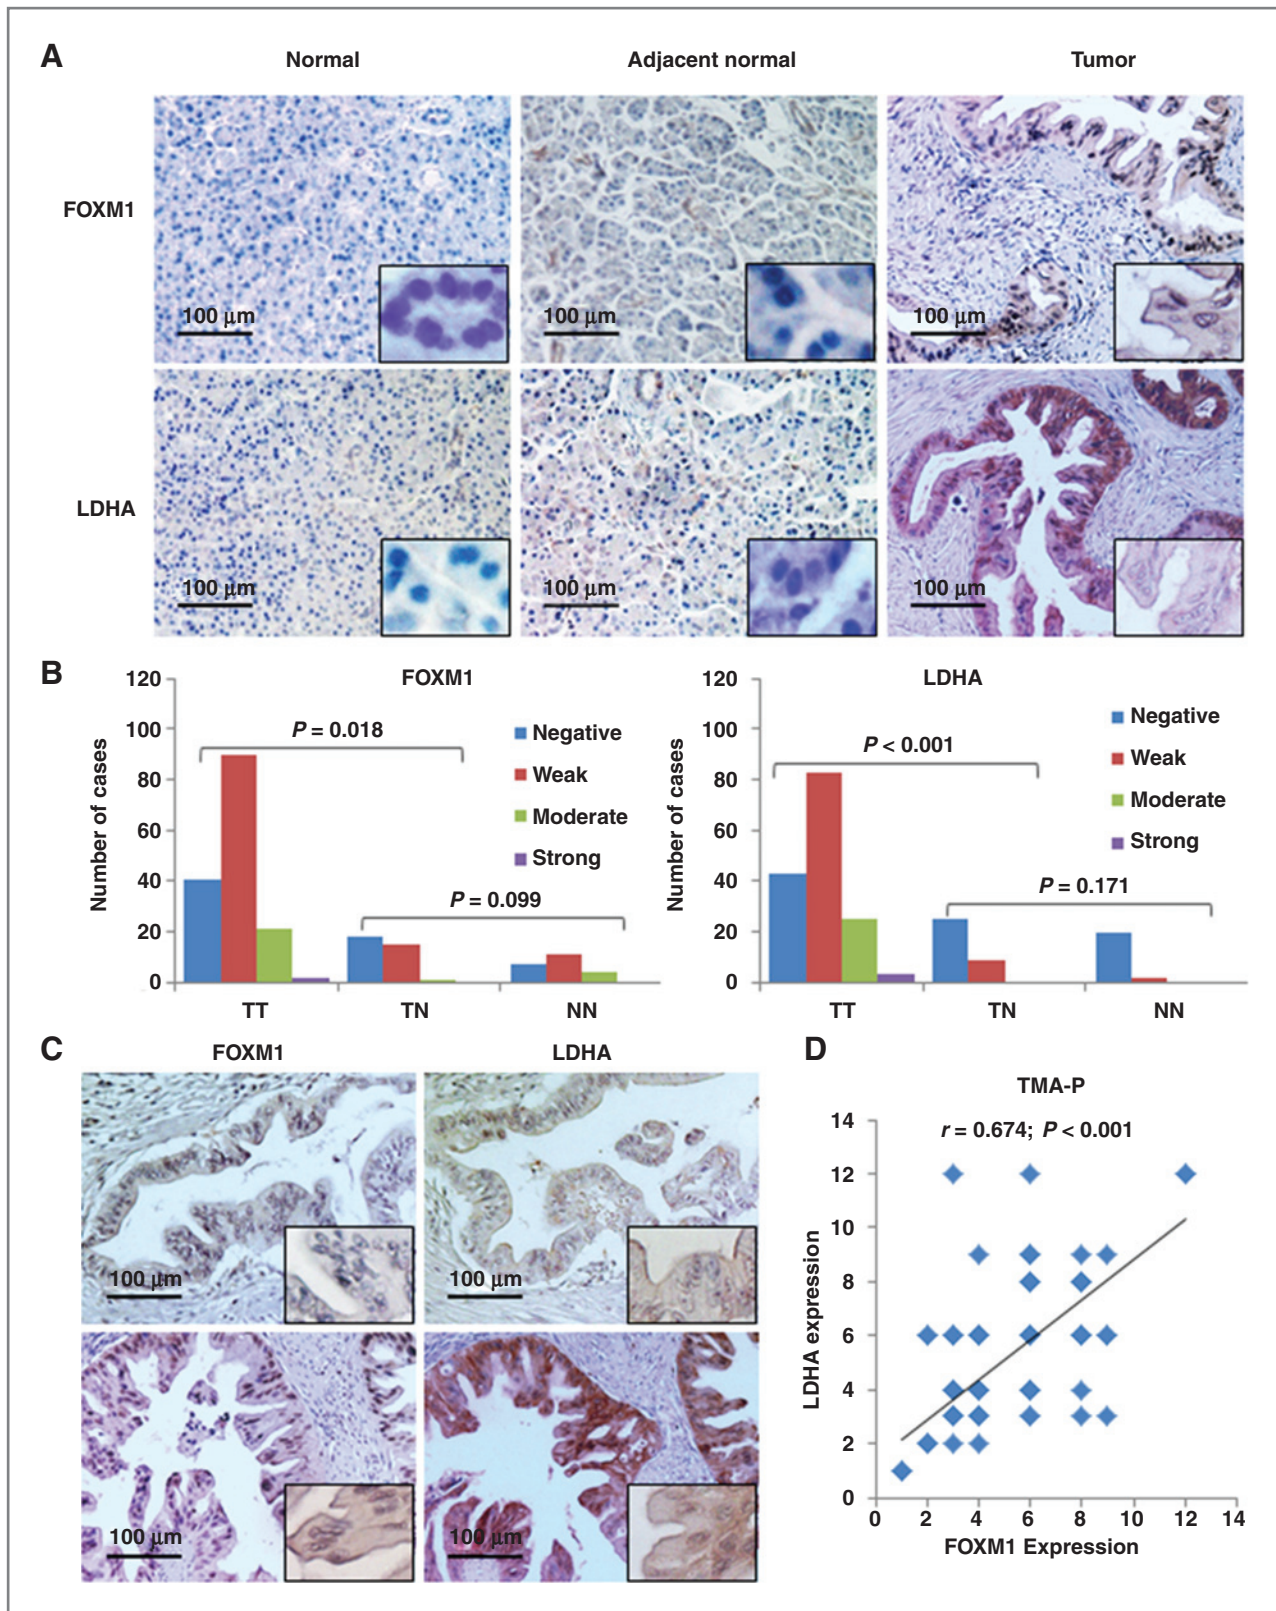 A
Normal
Adjacent normal
Tumor
FOXM1
100 μm
100 μm
100 μm
LDHA
100 μm
100 μm
100 μm
B
FOXM1
120
100
80
60
40
20
0
Number of cases
P = 0.018
P = 0.099
Negative
Weak
Moderate
Strong
TT
TN
NN
LDHA
120
100
80
60
40
20
0
Number of cases
P < 0.001
P = 0.171
Negative
Weak
Moderate
Strong
TT
TN
NN
C
FOXM1
LDHA
100 μm
100 μm
100 μm
100 μm
D
TMA-P
r = 0.674; P < 0.001
14
12
10
8
6
4
2
0
LDHA expression
0 2 4 6 8 10 12 14
FOXM1 Expression